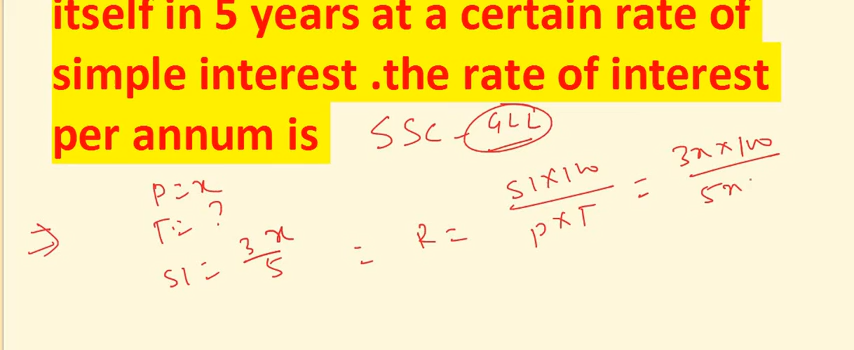 itself in 5 years at a certain rate of
simple interest .the rate of interest
per annum is SSC - GLL
P = x
T = ?
SI = 3x/5 = R = SI×100/P×T = 3x×100/5x